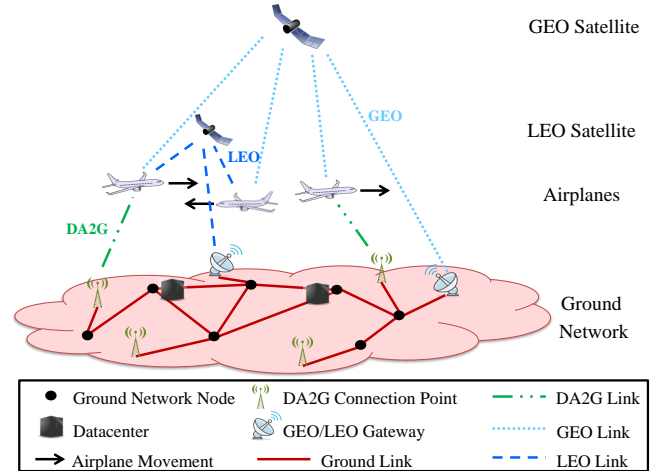 GEO Satellite
GEO
LEO Satellite
LEO
Airplanes
DA2G
Ground
Network
Ground Network Node
DA2G Connection Point
DA2G Link
Datacenter
GEO/LEO Gateway
GEO Link
Airplane Movement
Ground Link
LEO Link